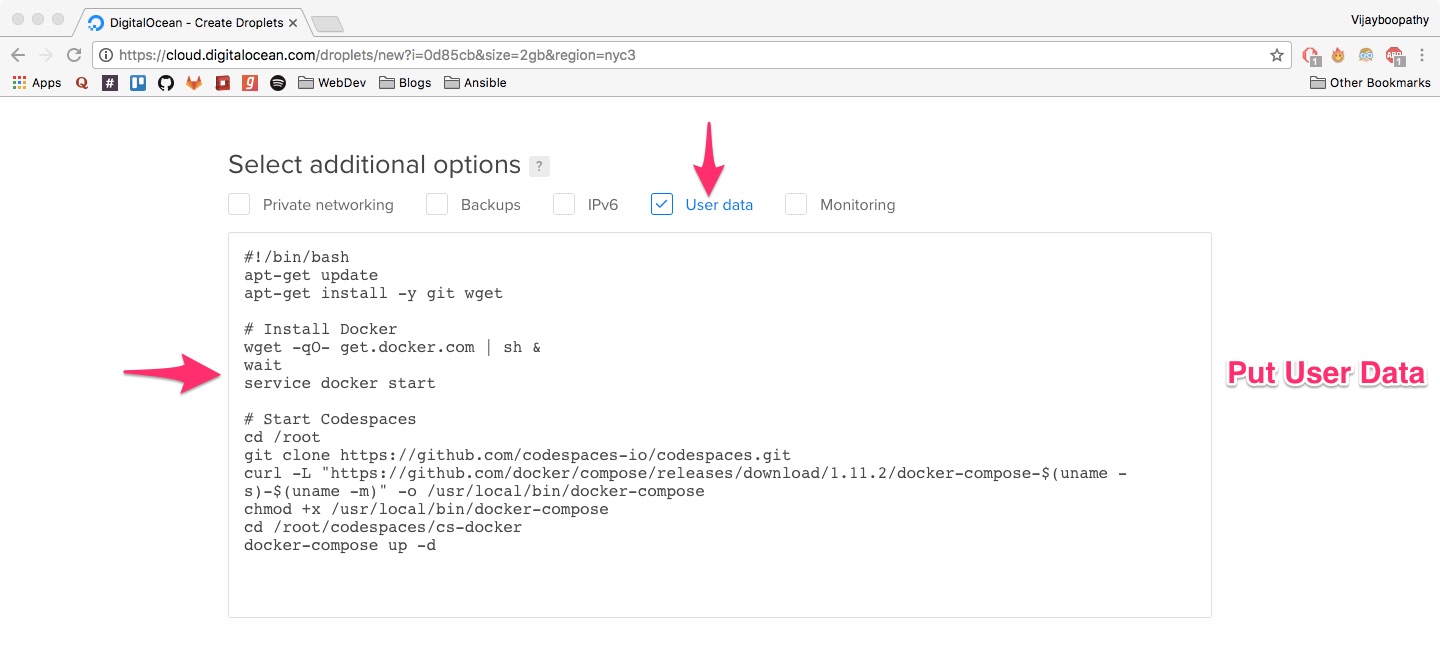 DigitalOcean - Create Droplets
Vijayboopathy
https://cloud.digitalocean.com/droplets/new?i=0d85cb&size=2gb&region=nyc3
1
1
Apps
WebDev
Blogs
Ansible
Other Bookmarks
Select additional options ?
Private networking
Backups
IPv6
User data
Monitoring
#!/bin/bash
apt-get update
apt-get install -y git wget
# Install Docker
wget -qO- get.docker.com | sh &
wait
service docker start
Put User Data
# Start Codespaces
cd /root
git clone https://github.com/codespaces-io/codespaces.git
curl -L "https://github.com/docker/compose/releases/download/1.11.2/docker-compose-$(uname -
s)-$(uname -m)" -o /usr/local/bin/docker-compose
chmod +x /usr/local/bin/docker-compose
cd /root/codespaces/cs-docker
docker-compose up -d